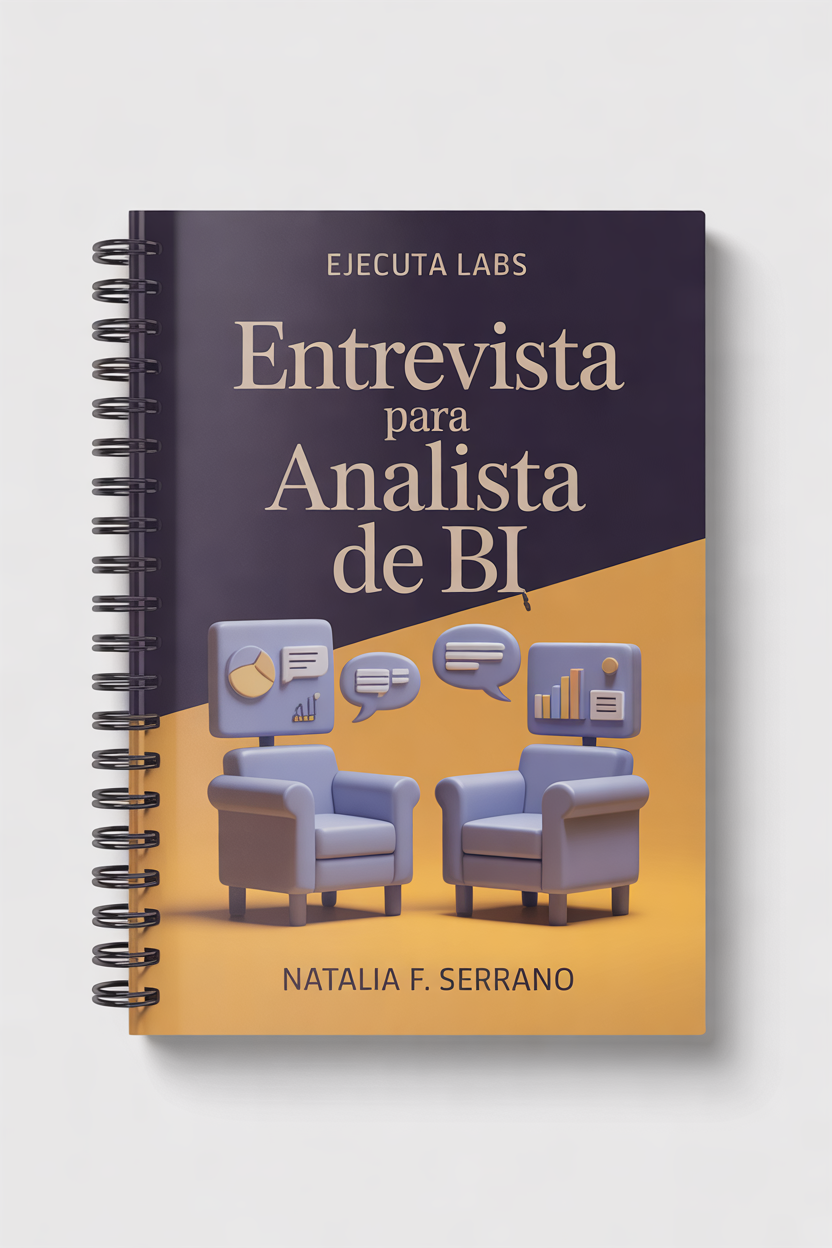 EJECUTA LABS
Entrevista
para
Analista
de BI
NATALIA F. SERRANO